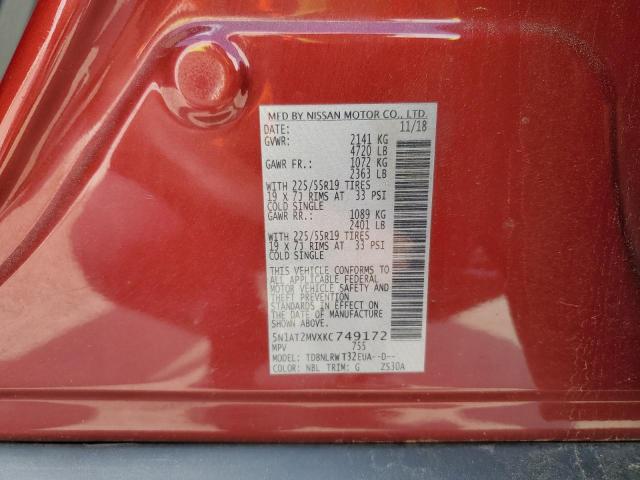 MFD BY NISSAN MOTOR CO., LTD.
DATE: 11/18
GVWR: 2141 KG
4720 LB
GAWR FR.: 1072 KG
2363 LB
WITH 225/55R19 TIRES
19 X 7J RIMS AT 33 PSI
COLD SINGLE
GAWR RR.: 1089 KG
2401 LB
WITH 225/55R19 TIRES
19 X 7J RIMS AT 33 PSI
COLD SINGLE
THIS VEHICLE CONFORMS TO
ALL APPLICABLE FEDERAL
MOTOR VEHICLE SAFETY AND
THEFT PREVENTION
STANDARDS IN EFFECT ON
THE DATE OF MANUFACTURE
SHOWN ABOVE.
5N1AT2MVXKC749172
MPV 755
MODEL: TD8NLRWT32EUA--D--
COLOR: NBL TRIM: G ZS3DA